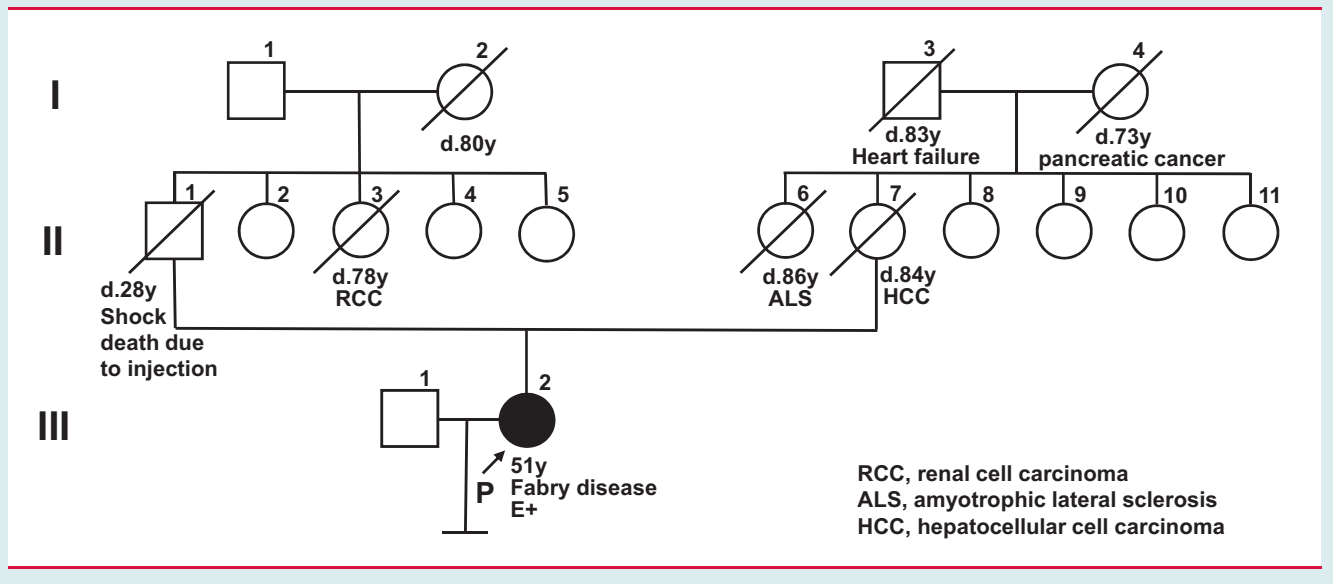 I
1
2
d.80y
3
d.83y
Heart failure
4
d.73y
pancreatic cancer
II
1
d.28y
Shock
death due
to injection
2
3
d.78y
RCC
4
5
6
d.86y
ALS
7
d.84y
HCC
8
9
10
11
III
1
2
P
51y
Fabry disease
E+
RCC, renal cell carcinoma
ALS, amyotrophic lateral sclerosis
HCC, hepatocellular cell carcinoma